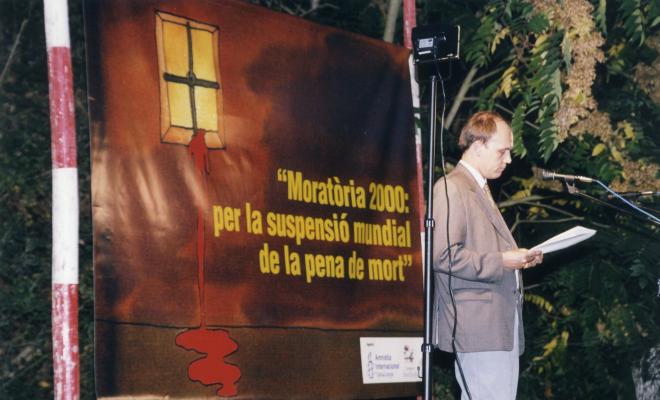 "Moratòria 2000:
per la suspensió mundial
de la pena de mort"
Amnistia
Internacional